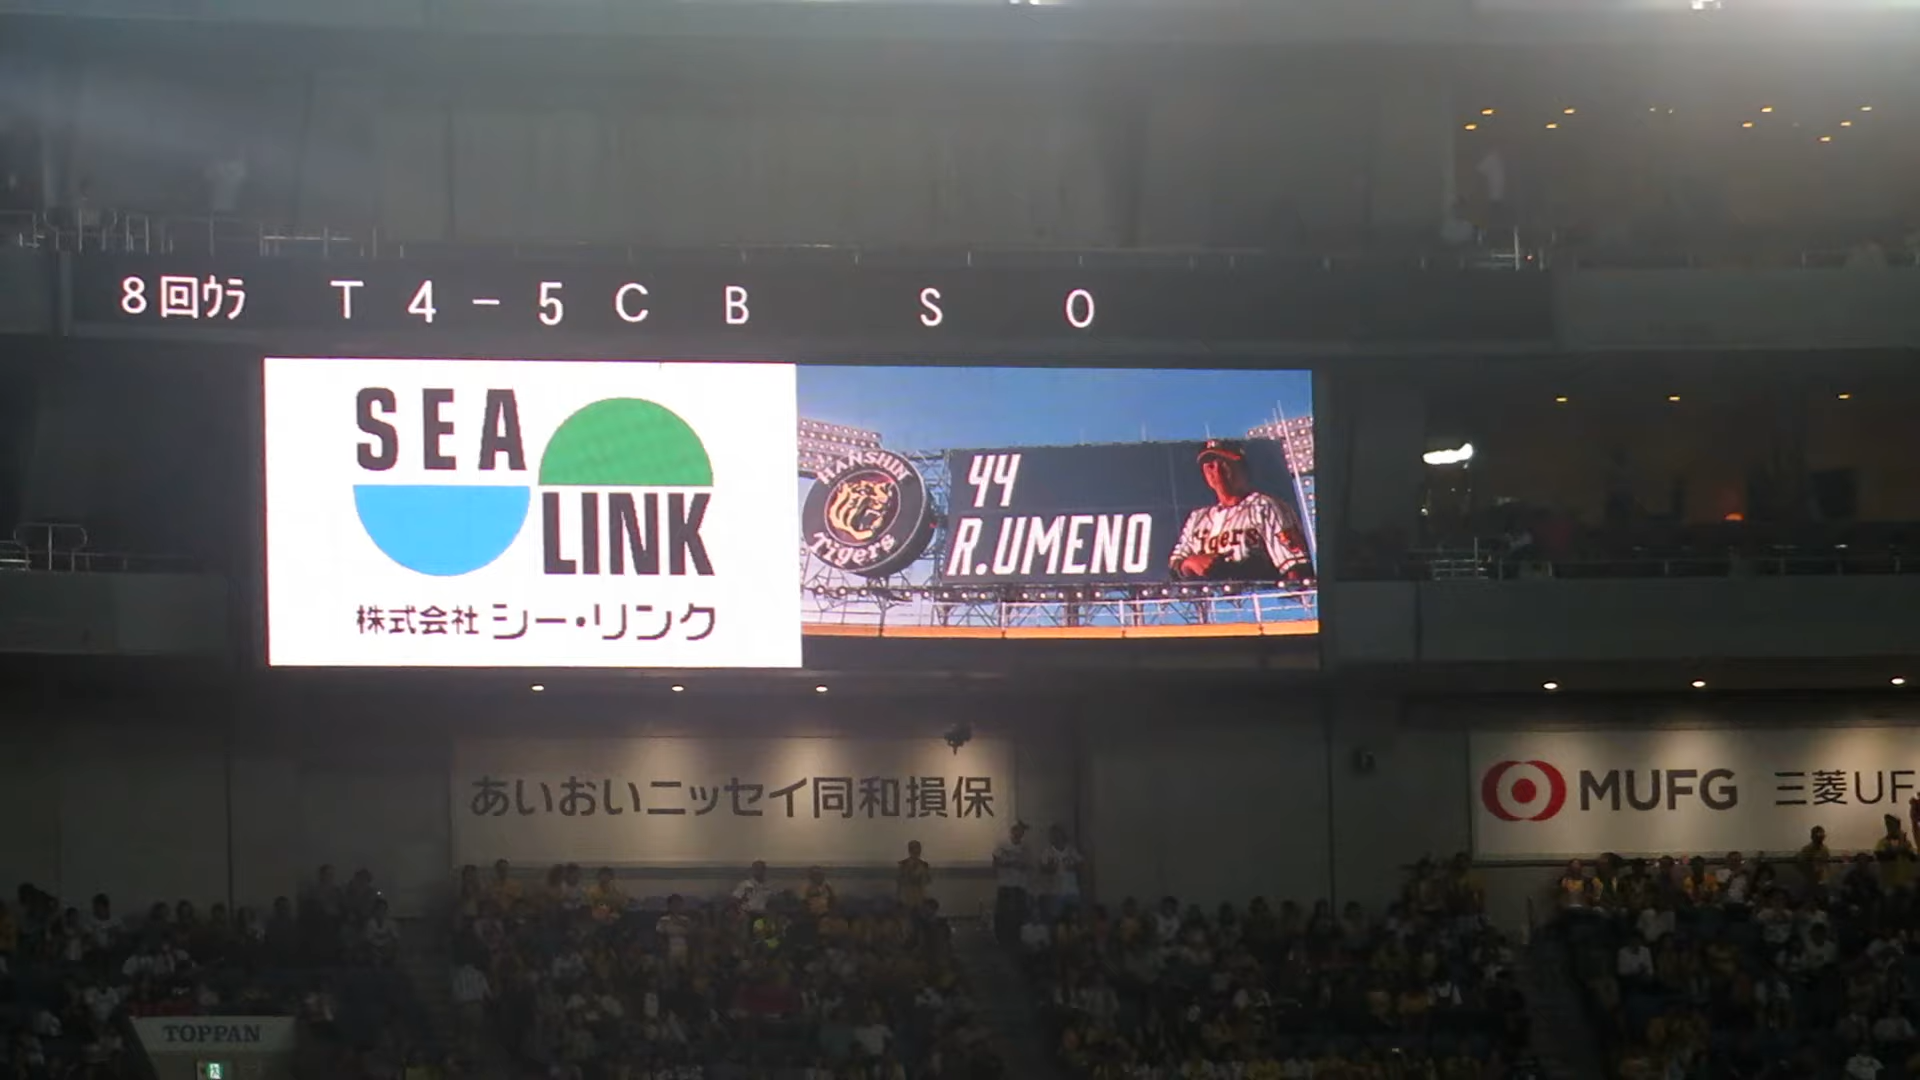 8回ｳﾗ T 4 - 5 C B S O
SEA
LINK
株式会社 シー・リンク
HANSHIN
Tigers
44
R.UMENO
Tigers
あいおいニッセイ同和損保
MUFG 三菱UF
TOPPAN